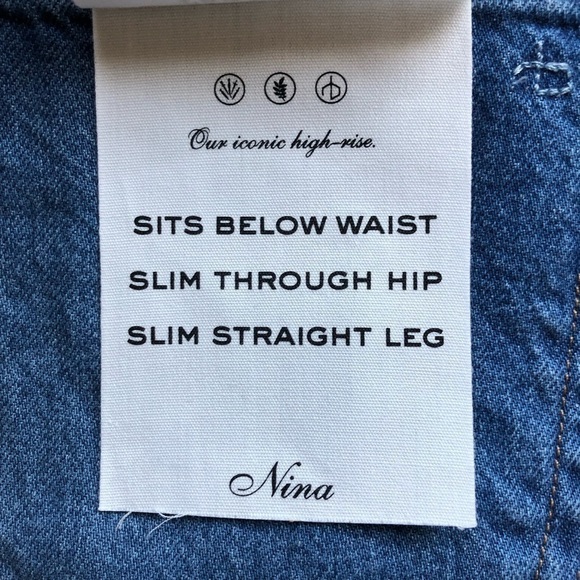 Our iconic high-rise.
SITS BELOW WAIST
SLIM THROUGH HIP
SLIM STRAIGHT LEG
Nina